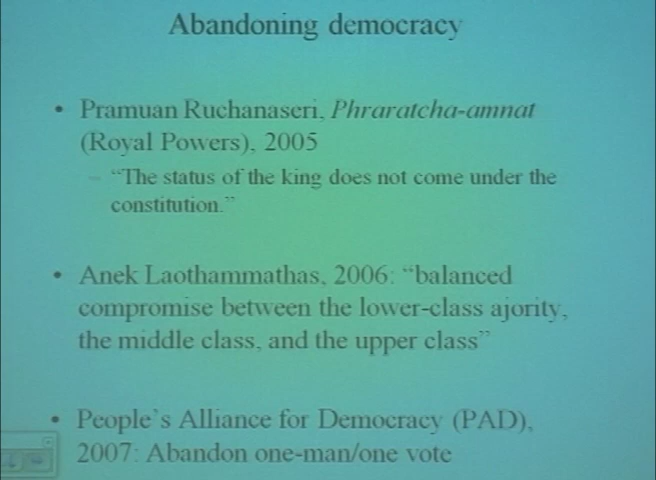 Abandoning democracy
• Pramuan Ruchanaseri, Phraratcha-amnat
(Royal Powers), 2005
– “The status of the king does not come under the
constitution.”
• Anek Laothammathas, 2006: “balanced
compromise between the lower-class ajority,
the middle class, and the upper class”
• People’s Alliance for Democracy (PAD),
2007: Abandon one-man/one vote